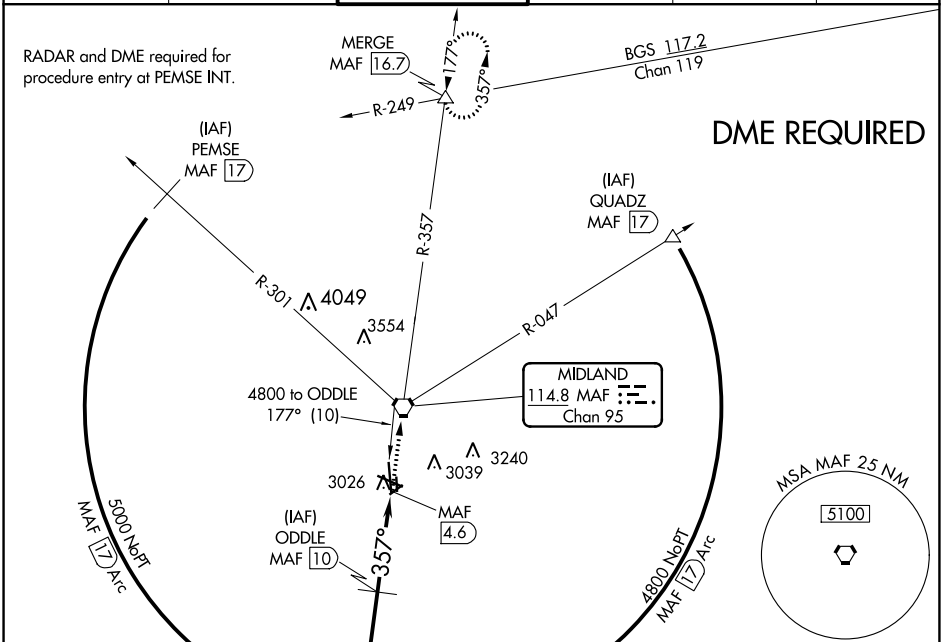 RADAR and DME required for
procedure entry at PEMSE INT.
MERGE
MAF 16.7
177°
357°
R-249
BGS 117.2
Chan 119
DME REQUIRED
(IAF)
PEMSE
MAF 17
(IAF)
QUADZ
MAF 17
R-357
R-301
4049
3554
R-047
4800 to ODDLE
177° (10)
MIDLAND
114.8 MAF
Chan 95
3026
3039
3240
MAF
4.6
(IAF)
ODDLE
MAF 10
357°
5000 NoPT
MAF 17 Arc
4800 NoPT
MAF 17 Arc
MSA MAF 25 NM
5100